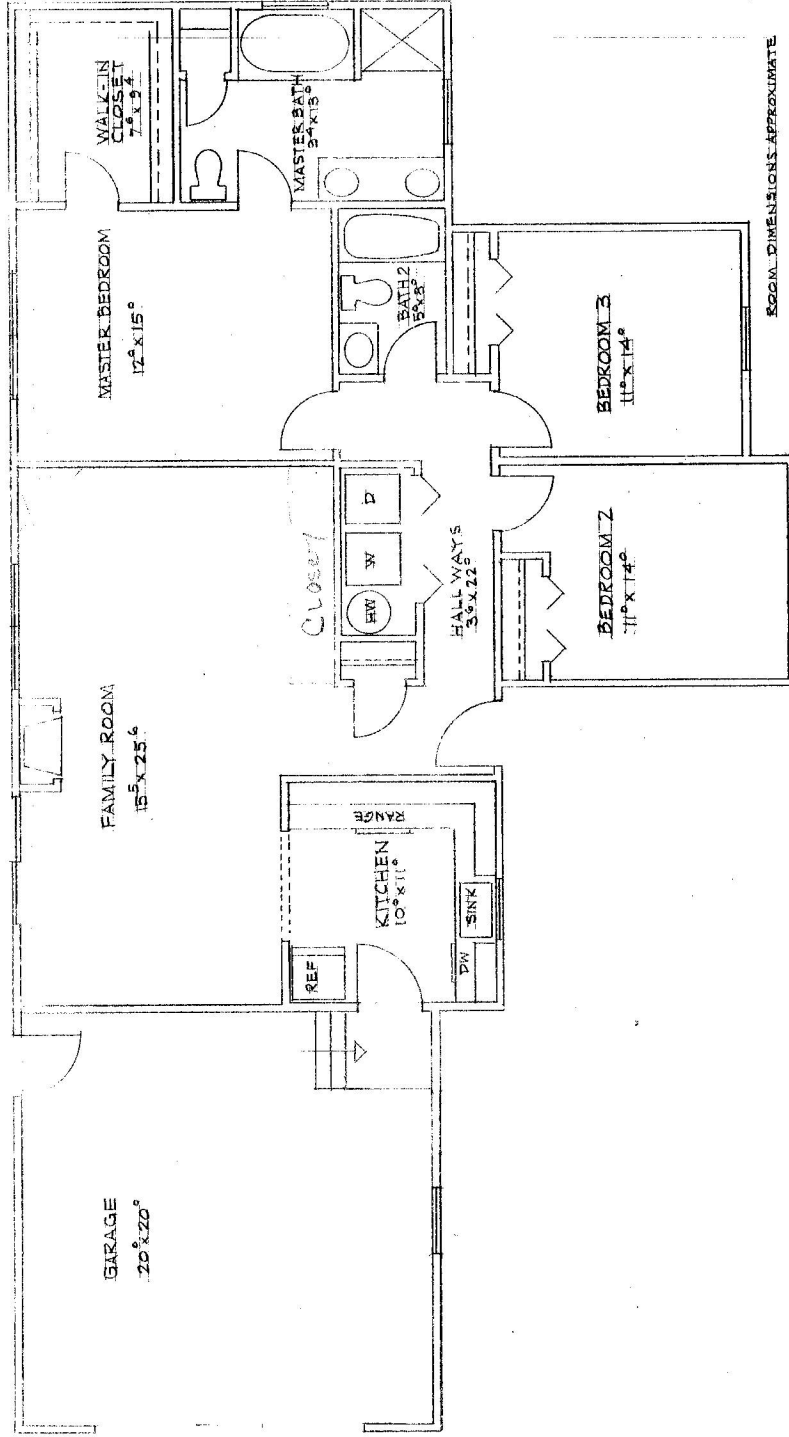 WALK-IN
CLOSET
7⁶ x 9⁴
MASTER BATH
9⁴ x 13⁰
MASTER BEDROOM
12⁰ x 15⁰
BATH 2
5⁰ x 8⁰
BEDROOM 3
11⁰ x 14⁰
ROOM DIMENSIONS APPROXIMATE
Closet
D
W
HW
HALLWAYS
3⁶ x 22⁰
BEDROOM 2
11⁰ x 14⁰
FAMILY ROOM
15⁵ x 25⁶
KITCHEN
10⁰ x 11⁰
RANGE
REF
SINK
DW
GARAGE
20⁰ x 20⁰